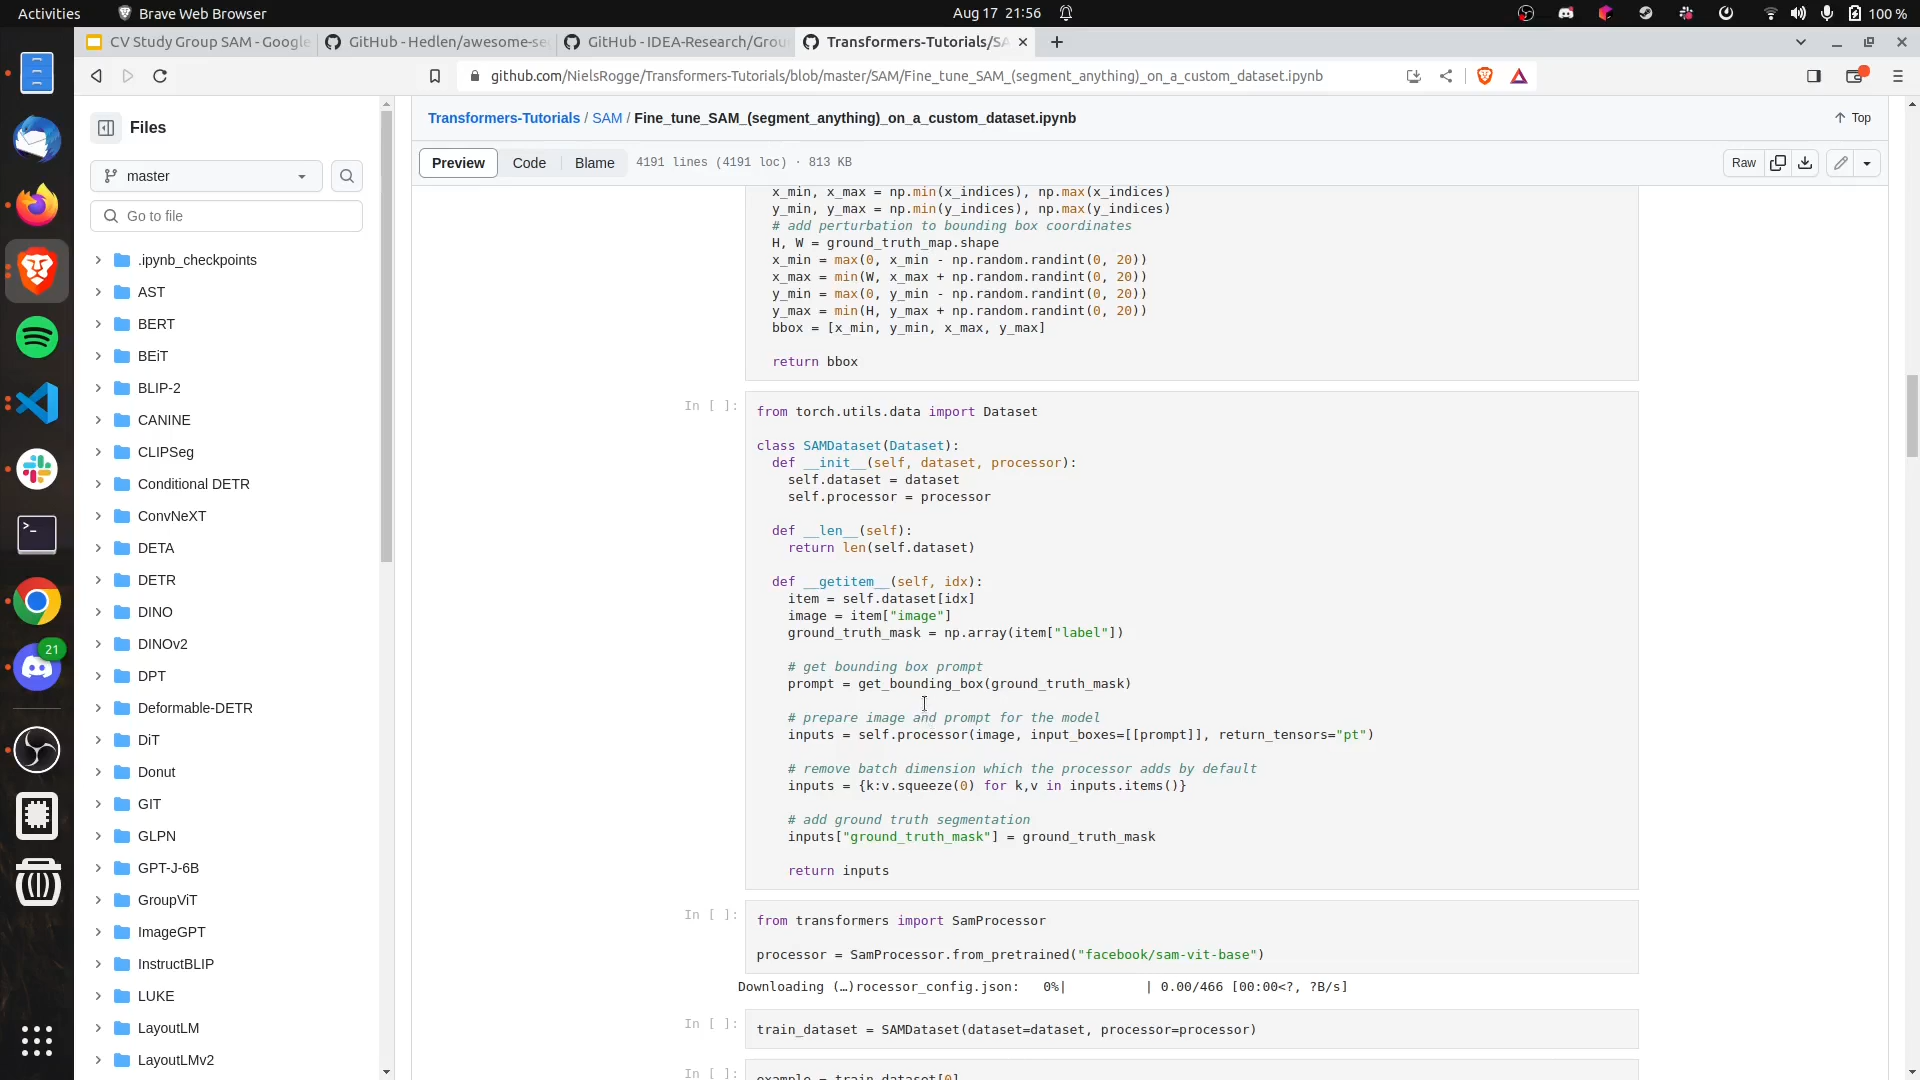 Activities
Brave Web Browser
Aug 17 21:56
100 %
CV Study Group SAM - Google
GitHub - Hedlen/awesome-se
GitHub - IDEA-Research/Grou
Transformers-Tutorials/SA
github.com/NielsRogge/Transformers-Tutorials/blob/master/SAM/Fine_tune_SAM_(segment_anything)_on_a_custom_dataset.ipynb
Files
master
Go to file
.ipynb_checkpoints
AST
BERT
BEiT
BLIP-2
CANINE
CLIPSeg
Conditional DETR
ConvNeXT
DETA
DETR
DINO
DINOv2
DPT
Deformable-DETR
DiT
Donut
GIT
GLPN
GPT-J-6B
GroupViT
ImageGPT
InstructBLIP
LUKE
LayoutLM
LayoutLMv2
21
Transformers-Tutorials / SAM / Fine_tune_SAM_(segment_anything)_on_a_custom_dataset.ipynb
Top
Preview Code Blame 4191 lines (4191 loc) · 813 KB
Raw
x_min, x_max = np.min(x_indices), np.max(x_indices)
y_min, y_max = np.min(y_indices), np.max(y_indices)
# add perturbation to bounding box coordinates
H, W = ground_truth_map.shape
x_min = max(0, x_min - np.random.randint(0, 20))
x_max = min(W, x_max + np.random.randint(0, 20))
y_min = max(0, y_min - np.random.randint(0, 20))
y_max = min(H, y_max + np.random.randint(0, 20))
bbox = [x_min, y_min, x_max, y_max]
return bbox
In [ ]:
from torch.utils.data import Dataset
class SAMDataset(Dataset):
def __init__(self, dataset, processor):
self.dataset = dataset
self.processor = processor
def __len__(self):
return len(self.dataset)
def __getitem__(self, idx):
item = self.dataset[idx]
image = item["image"]
ground_truth_mask = np.array(item["label"])
# get bounding box prompt
prompt = get_bounding_box(ground_truth_mask)
# prepare image and prompt for the model
inputs = self.processor(image, input_boxes=[[prompt]], return_tensors="pt")
# remove batch dimension which the processor adds by default
inputs = {k:v.squeeze(0) for k,v in inputs.items()}
# add ground truth segmentation
inputs["ground_truth_mask"] = ground_truth_mask
return inputs
In [ ]:
from transformers import SamProcessor
processor = SamProcessor.from_pretrained("facebook/sam-vit-base")
Downloading (…)rocessor_config.json:   0%|          | 0.00/466 [00:00<?, ?B/s]
In [ ]:
train_dataset = SAMDataset(dataset=dataset, processor=processor)
In [ ]:
example = train_dataset[0]